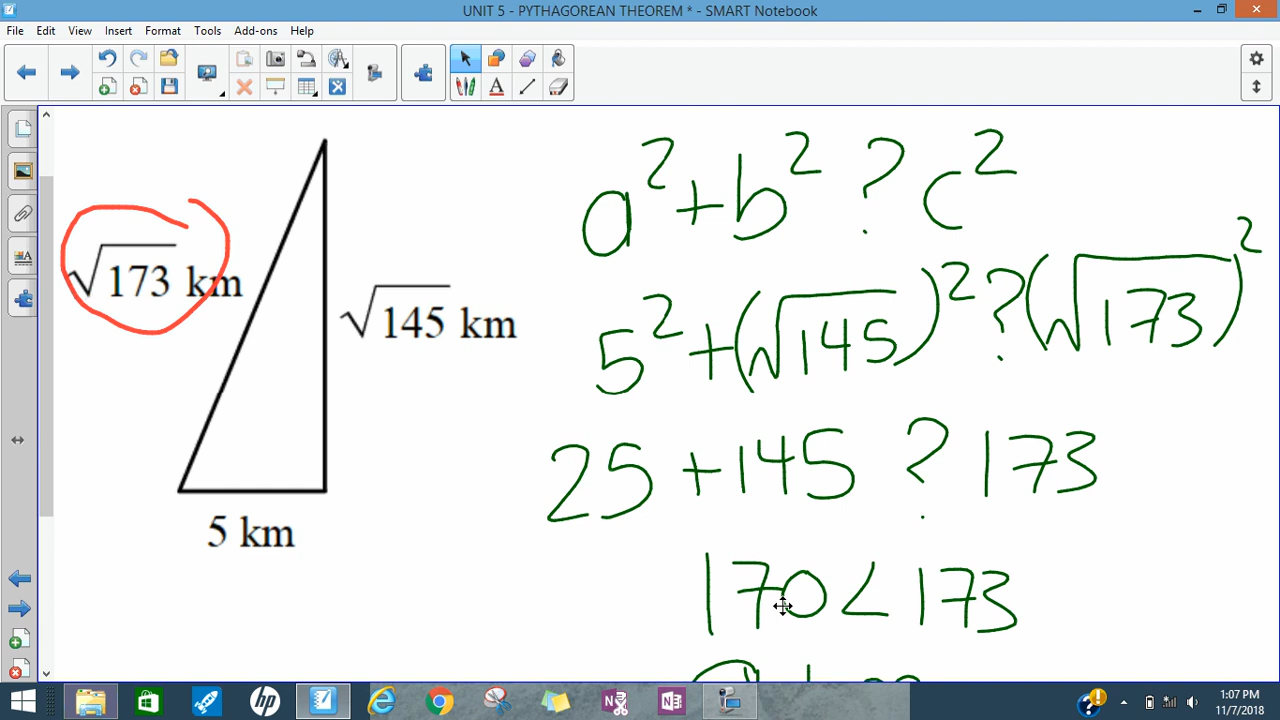 UNIT 5 - PYTHAGOREAN THEOREM * - SMART Notebook
File Edit View Insert Format Tools Add-ons Help
a² + b² ? c²
√173 km
√145 km
5² + (√145)² ? (√173)²
25 + 145 ? 173
5 km
170 < 173
1:07 PM
11/7/2018